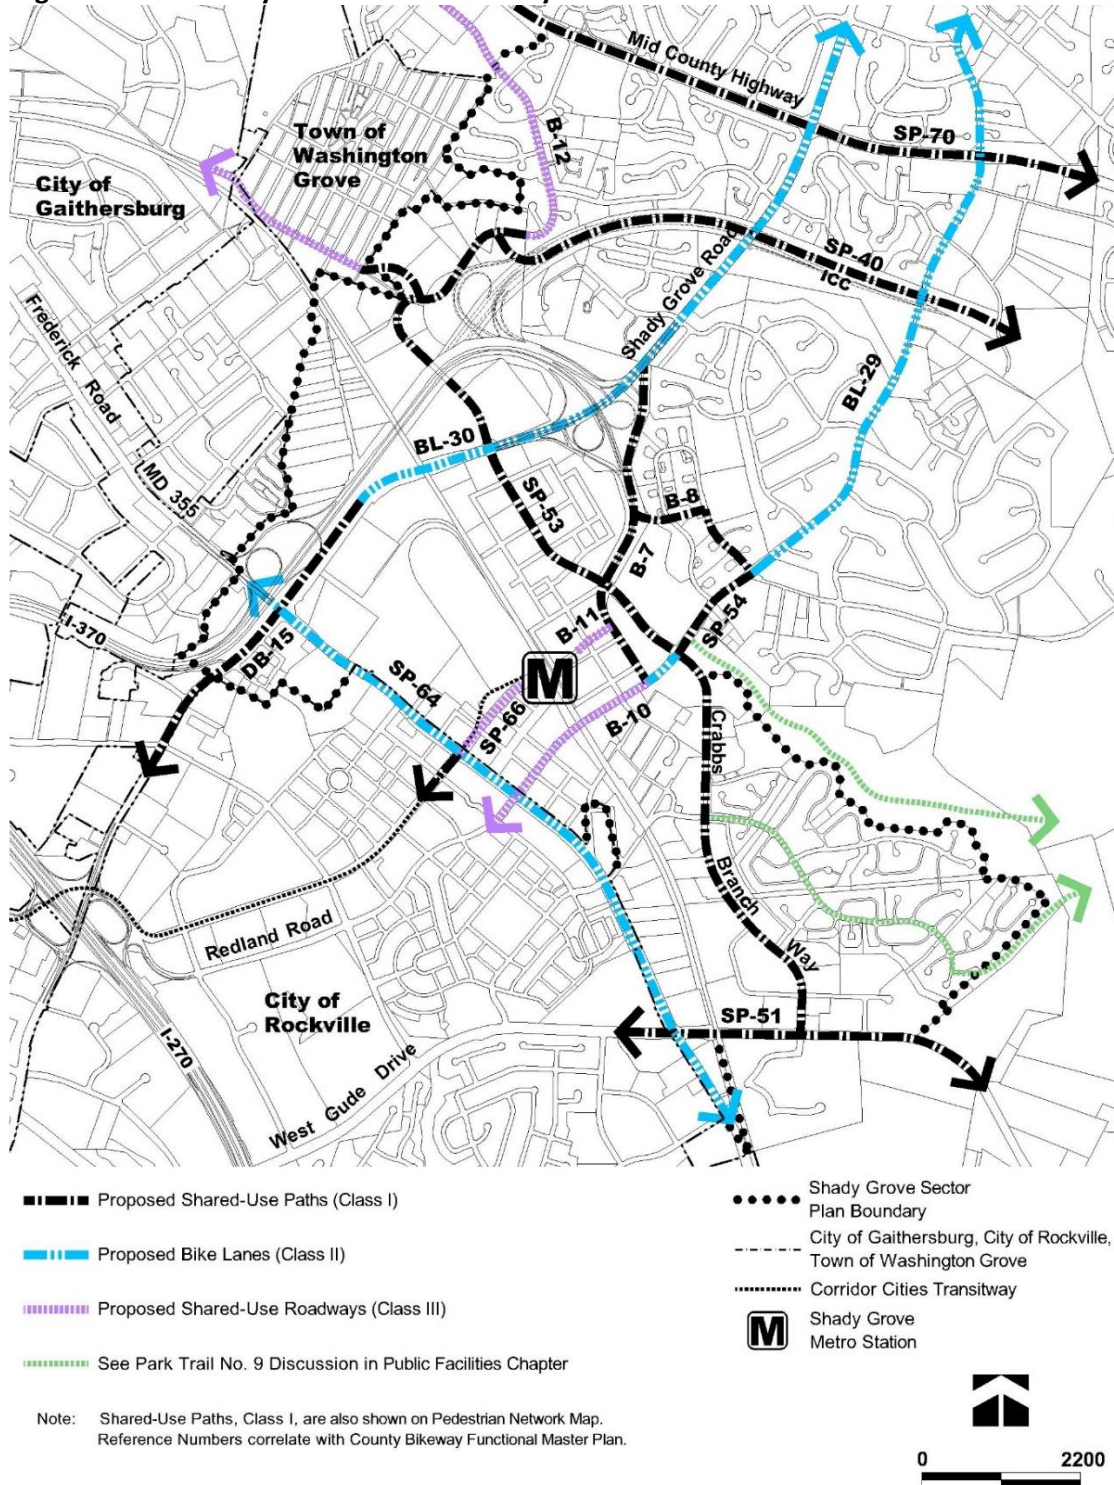 Mid County Highway
SP-70
B-12
Town of
Washington
Grove
City of
Gaithersburg
SP-40
ICC
Shady Grove Road
Frederick Road
MD 355
BL-29
BL-30
SP-53
B-8
B-7
SP-54
B-11
I-370
DB-15
SP-64
M
SP-66
B-10
Crabbs
Branch
Way
Redland Road
City of
Rockville
SP-51
I-270
West Gude Drive
Proposed Shared-Use Paths (Class I)
Proposed Bike Lanes (Class II)
Proposed Shared-Use Roadways (Class III)
See Park Trail No. 9 Discussion in Public Facilities Chapter
Note: Shared-Use Paths, Class I, are also shown on Pedestrian Network Map.
Reference Numbers correlate with County Bikeway Functional Master Plan.
Shady Grove Sector
Plan Boundary
City of Gaithersburg, City of Rockville,
Town of Washington Grove
Corridor Cities Transitway
M
Shady Grove
Metro Station
0 2200